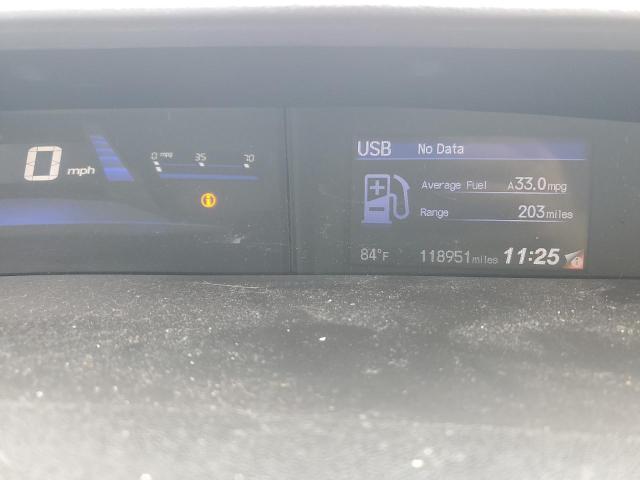 USB No Data
0 mph
0 mpg 35 70
Average Fuel A33.0mpg
Range 203miles
84°F 118951miles 11:25